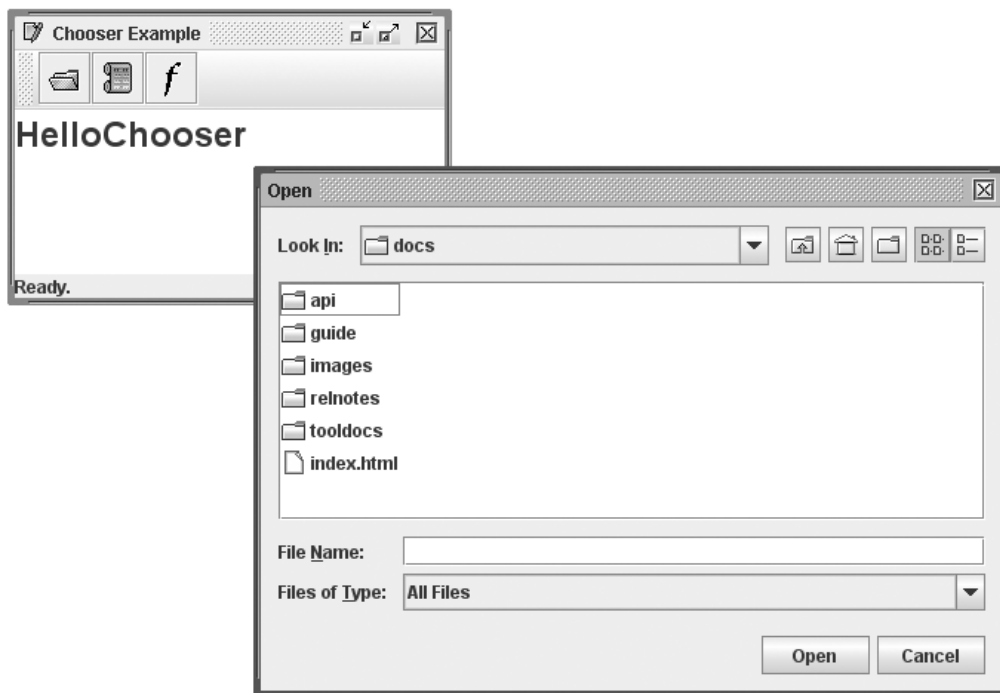 Chooser Example
f
HelloChooser
Ready.
Open
Look In: docs
api
guide
images
relnotes
tooldocs
index.html
File Name:
Files of Type: All Files
Open Cancel